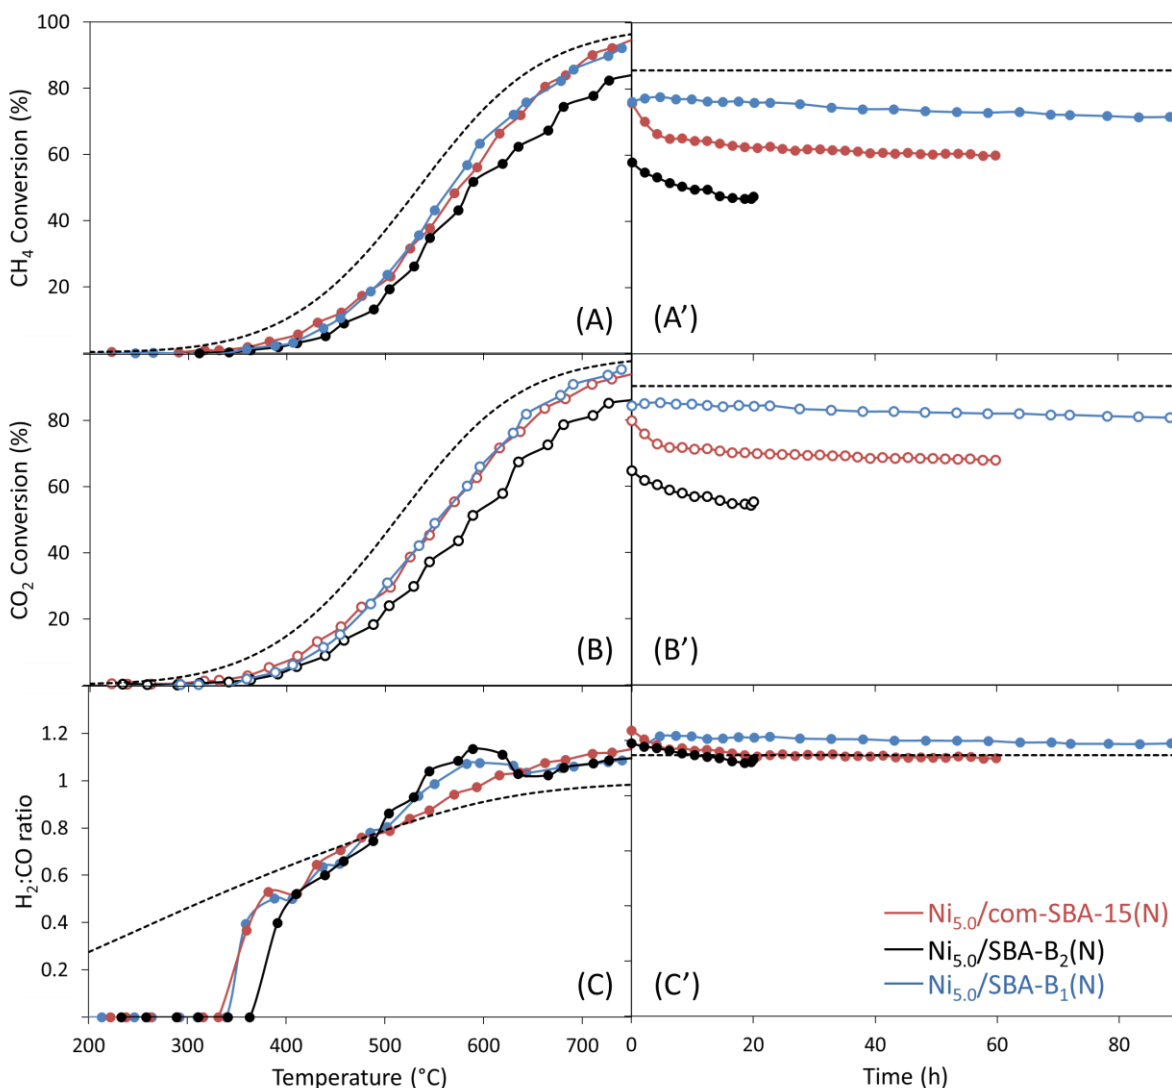 100
80
60
40
20
CH₄ Conversion (%)
(A)
(A’)
80
60
40
20
CO₂ Conversion (%)
(B)
(B’)
1.2
1
0.8
0.6
0.4
0.2
H₂:CO ratio
(C)
(C’)
Ni₅.₀/com-SBA-15(N)
Ni₅.₀/SBA-B₂(N)
Ni₅.₀/SBA-B₁(N)
200 300 400 500 600 700 0 20 40 60 80
Temperature (°C) Time (h)